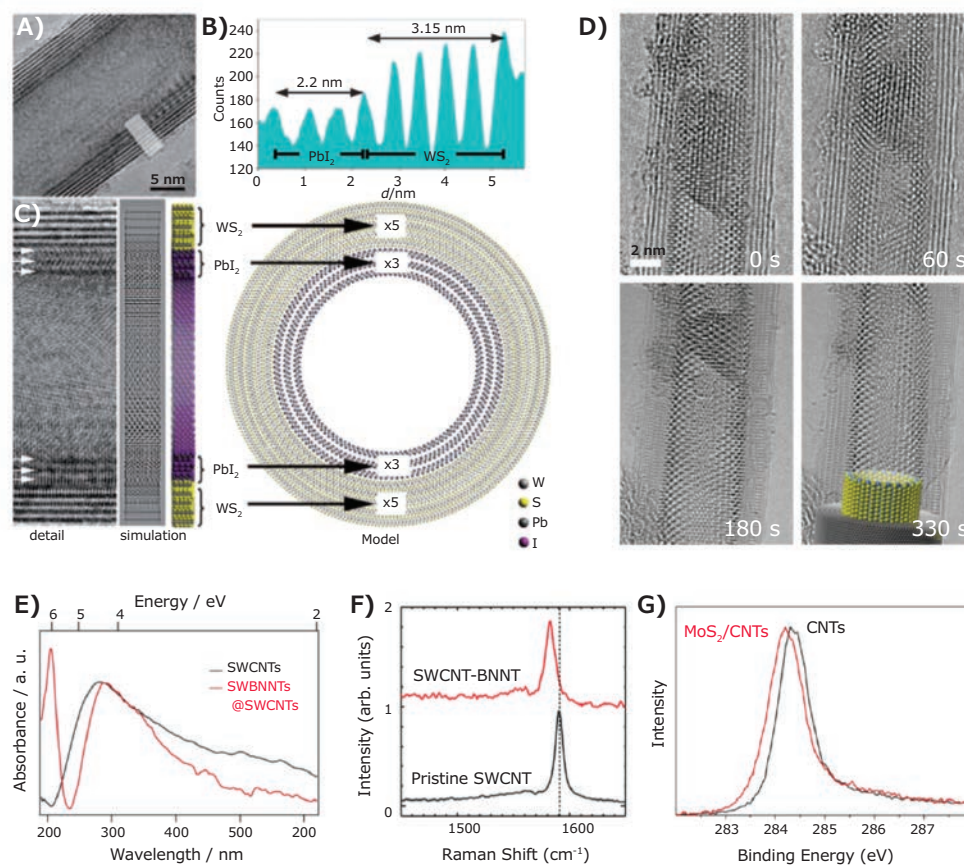 A)
5 nm
B)
240
220
200
180
160
140
120
Counts
3.15 nm
2.2 nm
PbI₂
WS₂
0
1
2
3
4
5
d/nm
C)
WS₂
PbI₂
PbI₂
WS₂
x5
x3
x3
x5
W
S
Pb
I
detail
simulation
Model
D)
2 nm
0 s
60 s
180 s
330 s
E)
Energy / eV
6
5
4
2
SWCNTs
SWBNNTs
@SWCNTs
Absorbance / a. u.
200
300
400
500
200
Wavelength / nm
F)
2
1
0
Intensity (arb. units)
SWCNT-BNNT
Pristine SWCNT
1500
1600
Raman Shift (cm⁻¹)
G)
MoS₂/CNTs
CNTs
Intensity
283
284
285
286
287
Binding Energy (eV)